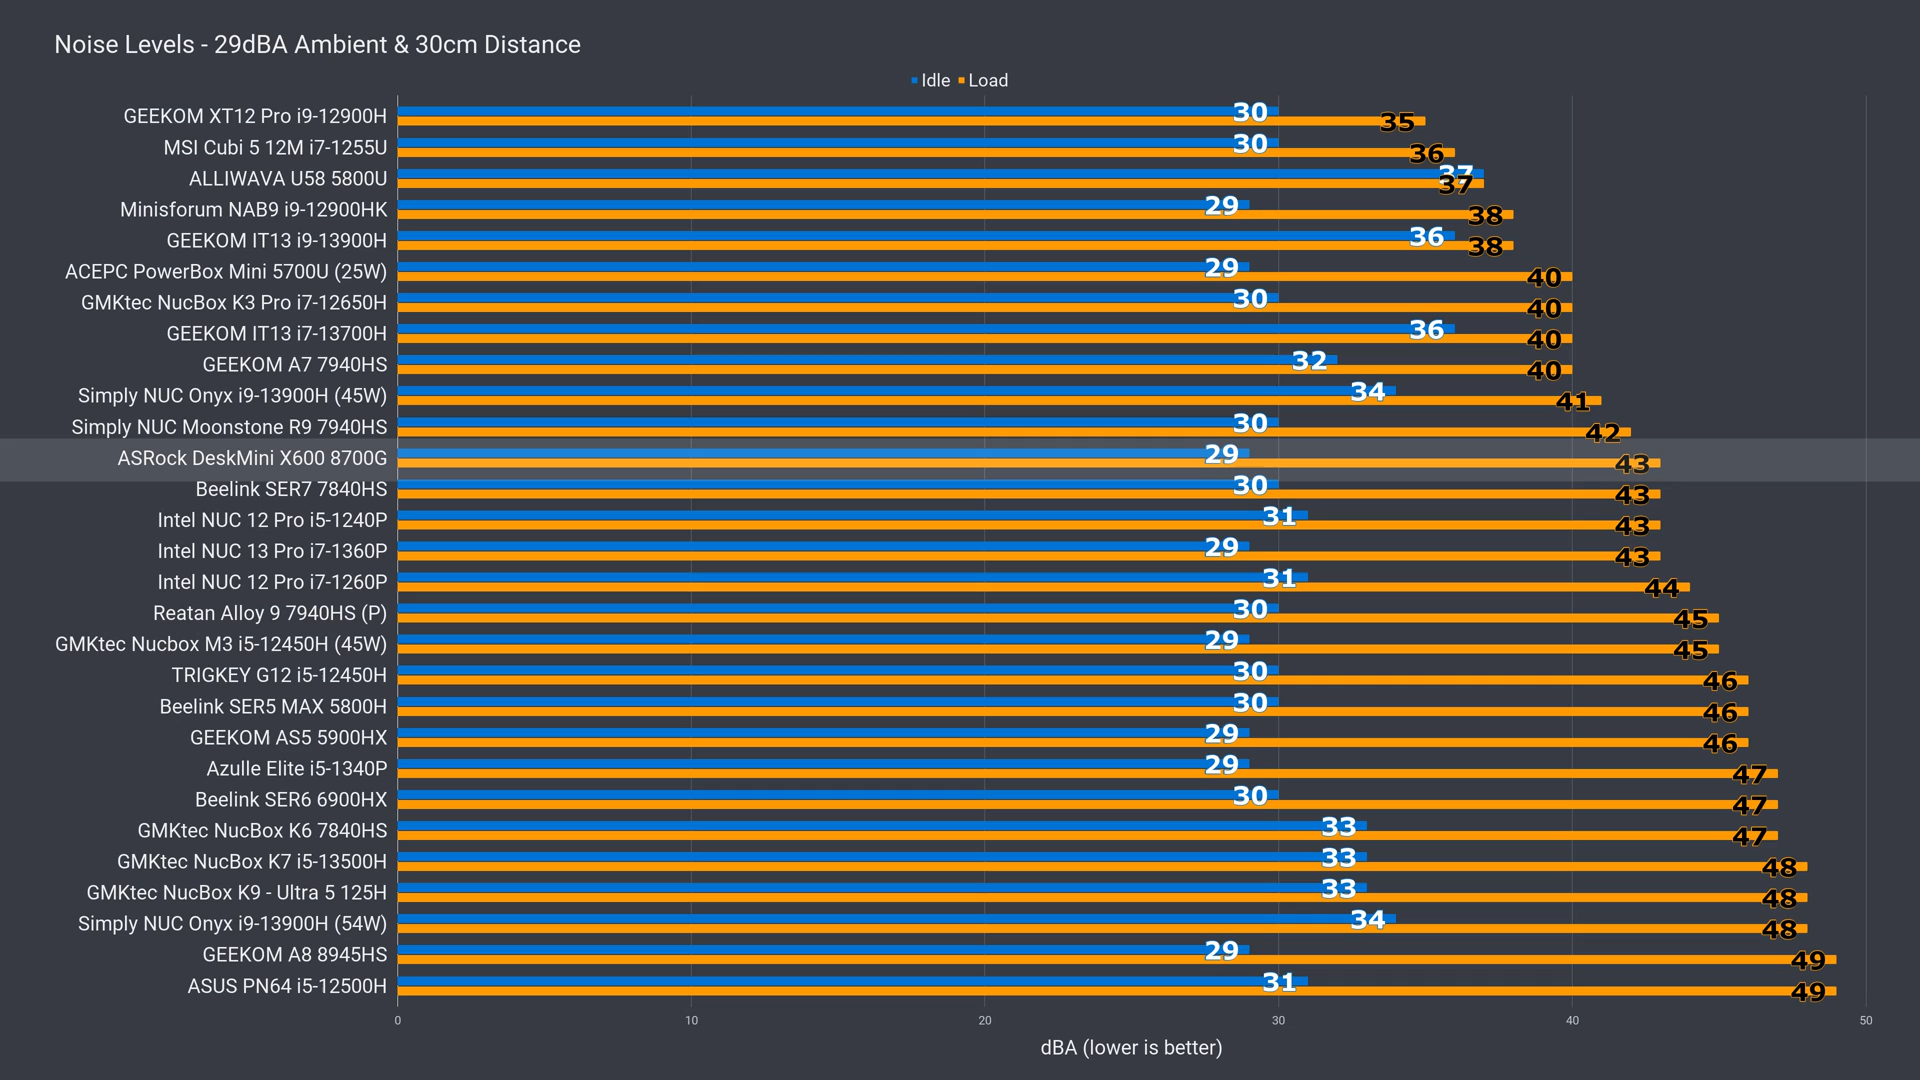 Noise Levels - 29dBA Ambient & 30cm Distance
Idle Load
GEEKOM XT12 Pro i9-12900H 30 35
MSI Cubi 5 12M i7-1255U 30 36
ALLIWAVA U58 5800U 37 37
Minisforum NAB9 i9-12900HK 29 38
GEEKOM IT13 i9-13900H 36 38
ACEPC PowerBox Mini 5700U (25W) 29 40
GMKtec NucBox K3 Pro i7-12650H 30 40
GEEKOM IT13 i7-13700H 36 40
GEEKOM A7 7940HS 32 40
Simply NUC Onyx i9-13900H (45W) 34 41
Simply NUC Moonstone R9 7940HS 30 42
ASRock DeskMini X600 8700G 29 43
Beelink SER7 7840HS 30 43
Intel NUC 12 Pro i5-1240P 31 43
Intel NUC 13 Pro i7-1360P 29 43
Intel NUC 12 Pro i7-1260P 31 44
Reatan Alloy 9 7940HS (P) 30 45
GMKtec Nucbox M3 i5-12450H (45W) 29 45
TRIGKEY G12 i5-12450H 30 46
Beelink SER5 MAX 5800H 30 46
GEEKOM AS5 5900HX 29 46
Azulle Elite i5-1340P 29 47
Beelink SER6 6900HX 30 47
GMKtec NucBox K6 7840HS 33 47
GMKtec NucBox K7 i5-13500H 33 48
GMKtec NucBox K9 - Ultra 5 125H 33 48
Simply NUC Onyx i9-13900H (54W) 34 48
GEEKOM A8 8945HS 29 49
ASUS PN64 i5-12500H 31 49
0 10 20 30 40 50
dBA (lower is better)